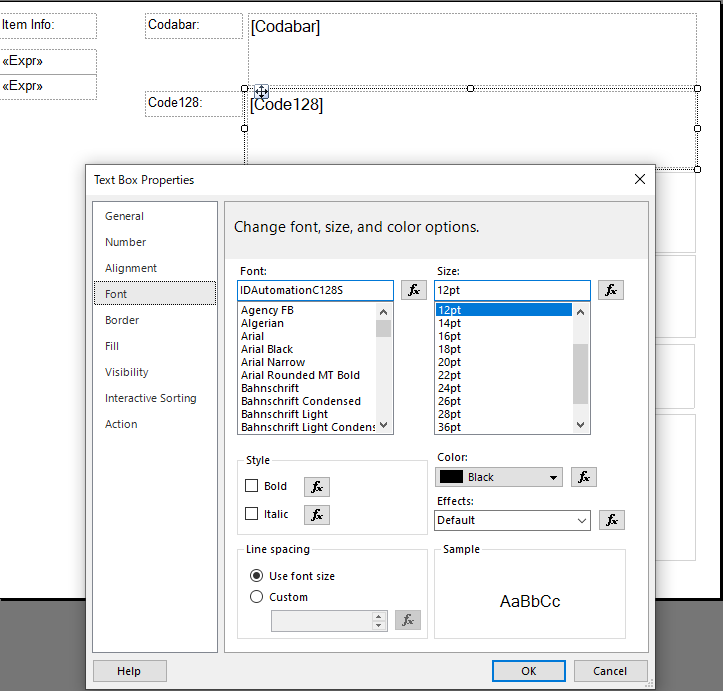 Item Info:
Codabar:
[Codabar]
«Expr»
«Expr»
Code128:
[Code128]
Text Box Properties
General
Number
Alignment
Font
Border
Fill
Visibility
Interactive Sorting
Action
Change font, size, and color options.
Font:
IDAutomationC128S
fx
Agency FB
Algerian
Arial
Arial Black
Arial Narrow
Arial Rounded MT Bold
Bahnschrift
Bahnschrift Condensed
Bahnschrift Light
Bahnschrift Light Condens
Size:
12pt
fx
12pt
14pt
16pt
18pt
20pt
22pt
24pt
26pt
28pt
36pt
Style
Bold
fx
Italic
fx
Color:
Black
fx
Effects:
Default
fx
Line spacing
Use font size
Custom
fx
Sample
AaBbCc
Help
OK
Cancel